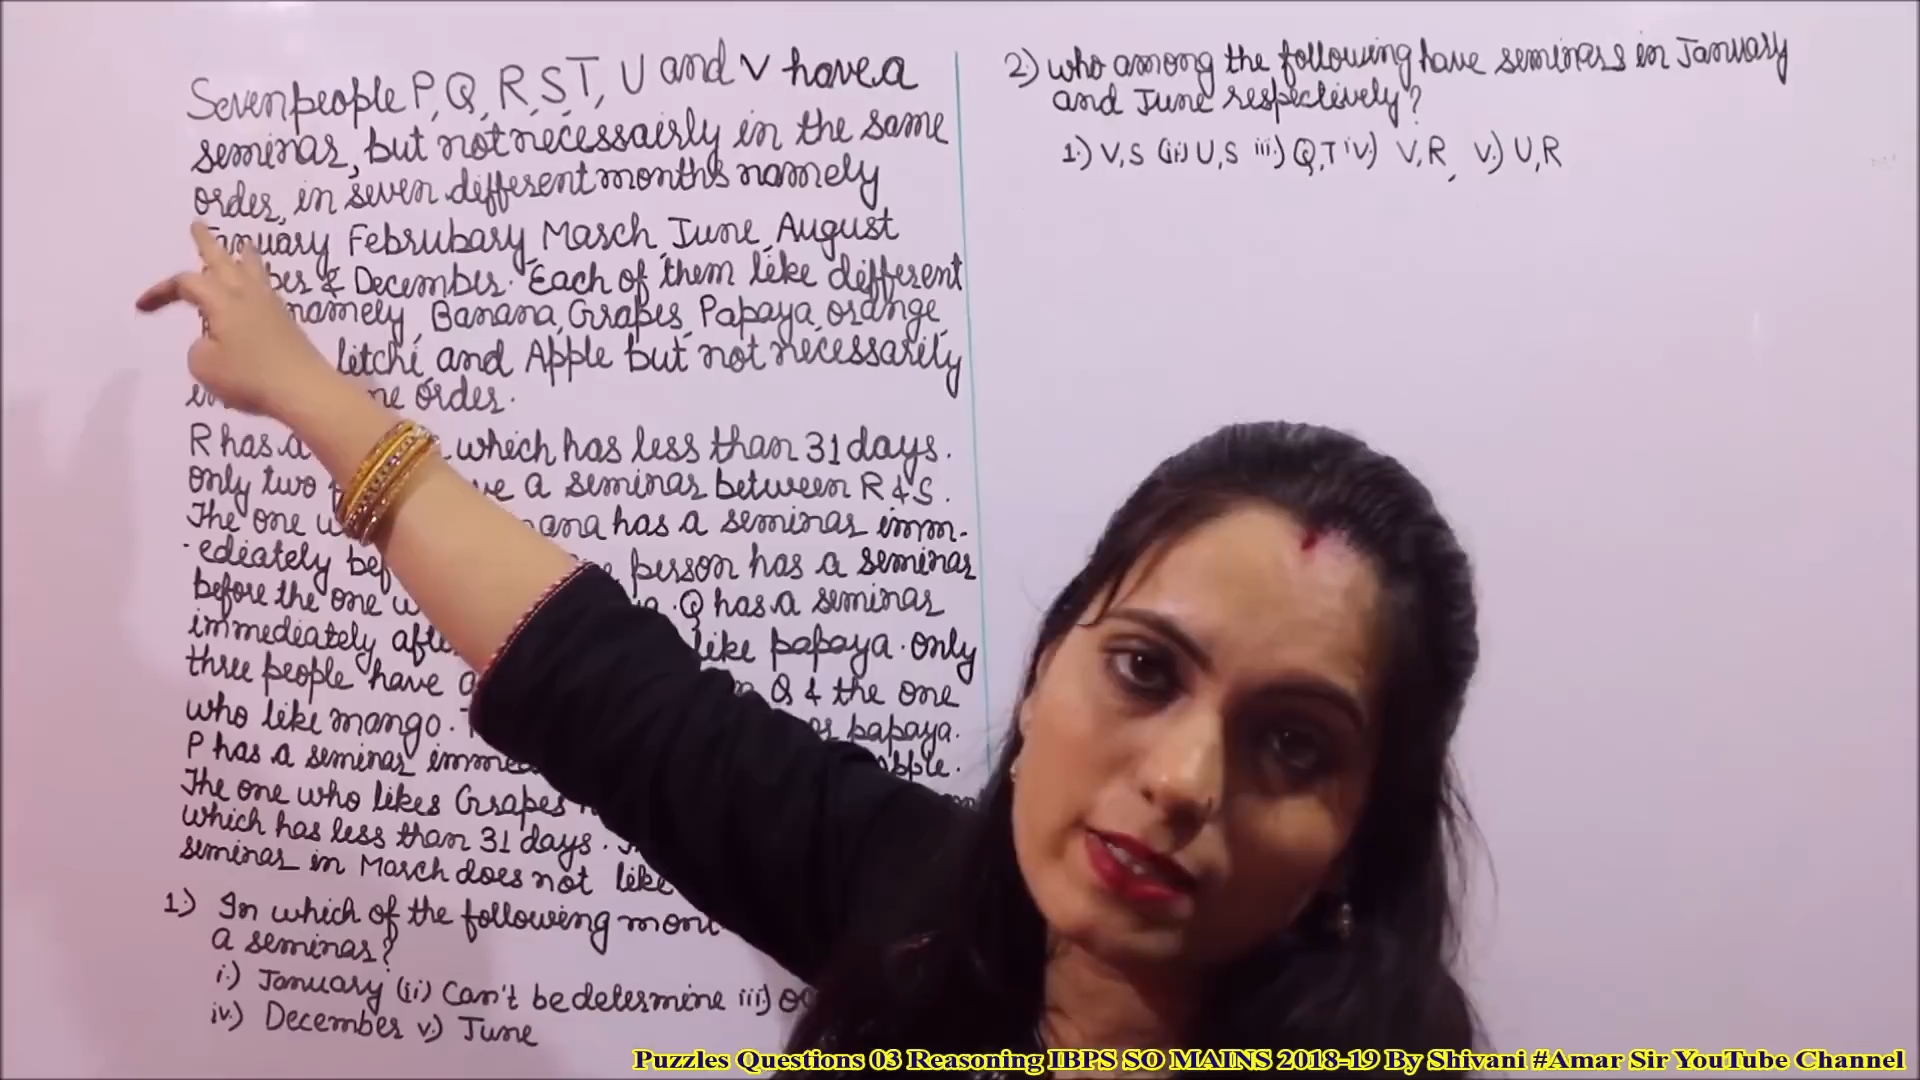 Seven people P, Q, R, S, T, U and V have a
seminar, but not necessairly in the same
order, in seven different months namely
January Februbary, March, June, August
ber & December. Each of them like different
namely, Banana, Grapes, Papaya, orange,
litchi, and Apple but not necessarily
order.
R has a which has less than 31 days.
only two a seminar between R & S.
The one has a seminar imm-
ediately person has a seminar
before the one Q has a seminar
immediately like papaya. only
three people have Q & the one
who like mango. papaya.
P has a seminar
The one who likes Grapes
which has less than 31 days.
seminar in March does not like
1.) In which of the following
a seminar?
i.) January (ii) Can't be determine iii.)
iv.) December v.) June
2.) who among the following have seminars in January
and June respectively?
1.) V, S (ii) U, S iii.) Q, T iv.) V, R, v.) U, R
Puzzles Questions 03 Reasoning IBPS SO MAINS 2018-19 By Shivani #Amar Sir YouTube Channel